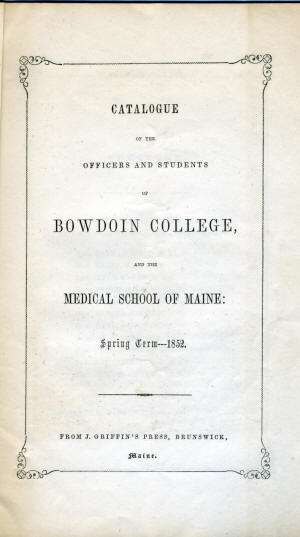 CATALOGUE
OF THE
OFFICERS AND STUDENTS
OF
BOWDOIN COLLEGE,
AND THE
MEDICAL SCHOOL OF MAINE:
Spring Term---1852.
FROM J. GRIFFIN'S PRESS, BRUNSWICK,
Maine.